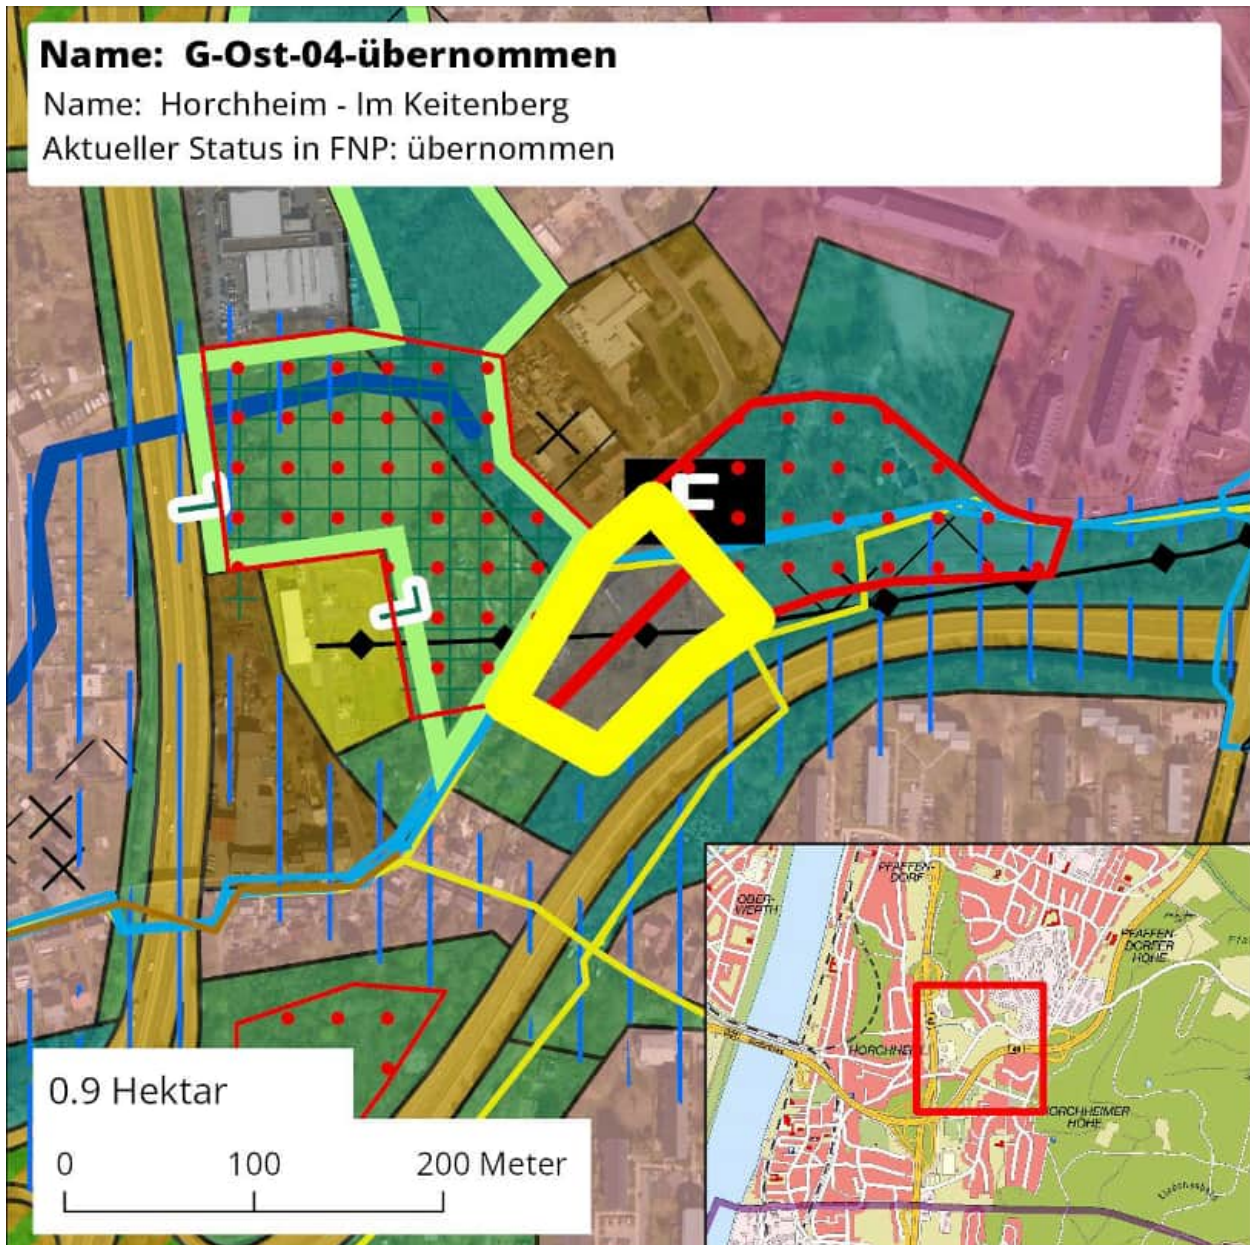 Name: G-Ost-04-übernommen
Name: Horchheim - Im Keitenberg
Aktueller Status in FNP: übernommen
E
L
L
PFAFFEN-
DORF
OBER-
WERTH
PFAFFEN-
DORFER
HÖHE
HORCHHEI
HORCHHEIMER
HÖHE
0.9 Hektar
0 100 200 Meter